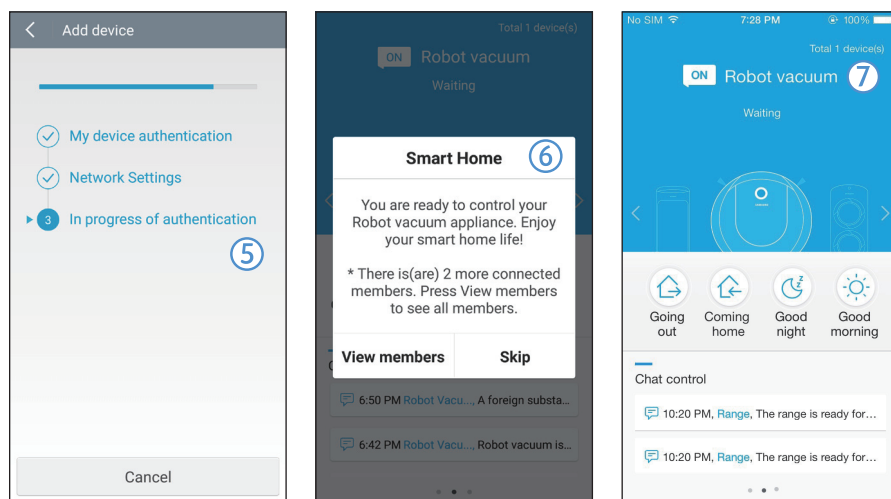 Add device
My device authentication
Network Settings
3 In progress of authentication
⑤
Cancel
Total 1 device(s)
ON Robot vacuum
Waiting
Smart Home ⑥
You are ready to control your
Robot vacuum appliance. Enjoy
your smart home life!
* There is(are) 2 more connected
members. Press View members
to see all members.
View members Skip
6:50 PM Robot Vacu..., A foreign substa...
6:42 PM Robot Vacu..., Robot vacuum is...
No SIM 7:28 PM 100%
Total 1 device(s)
ON Robot vacuum ⑦
Waiting
Going out
Coming home
Good night
Good morning
Chat control
10:20 PM, Range, The range is ready for...
10:20 PM, Range, The range is ready for...